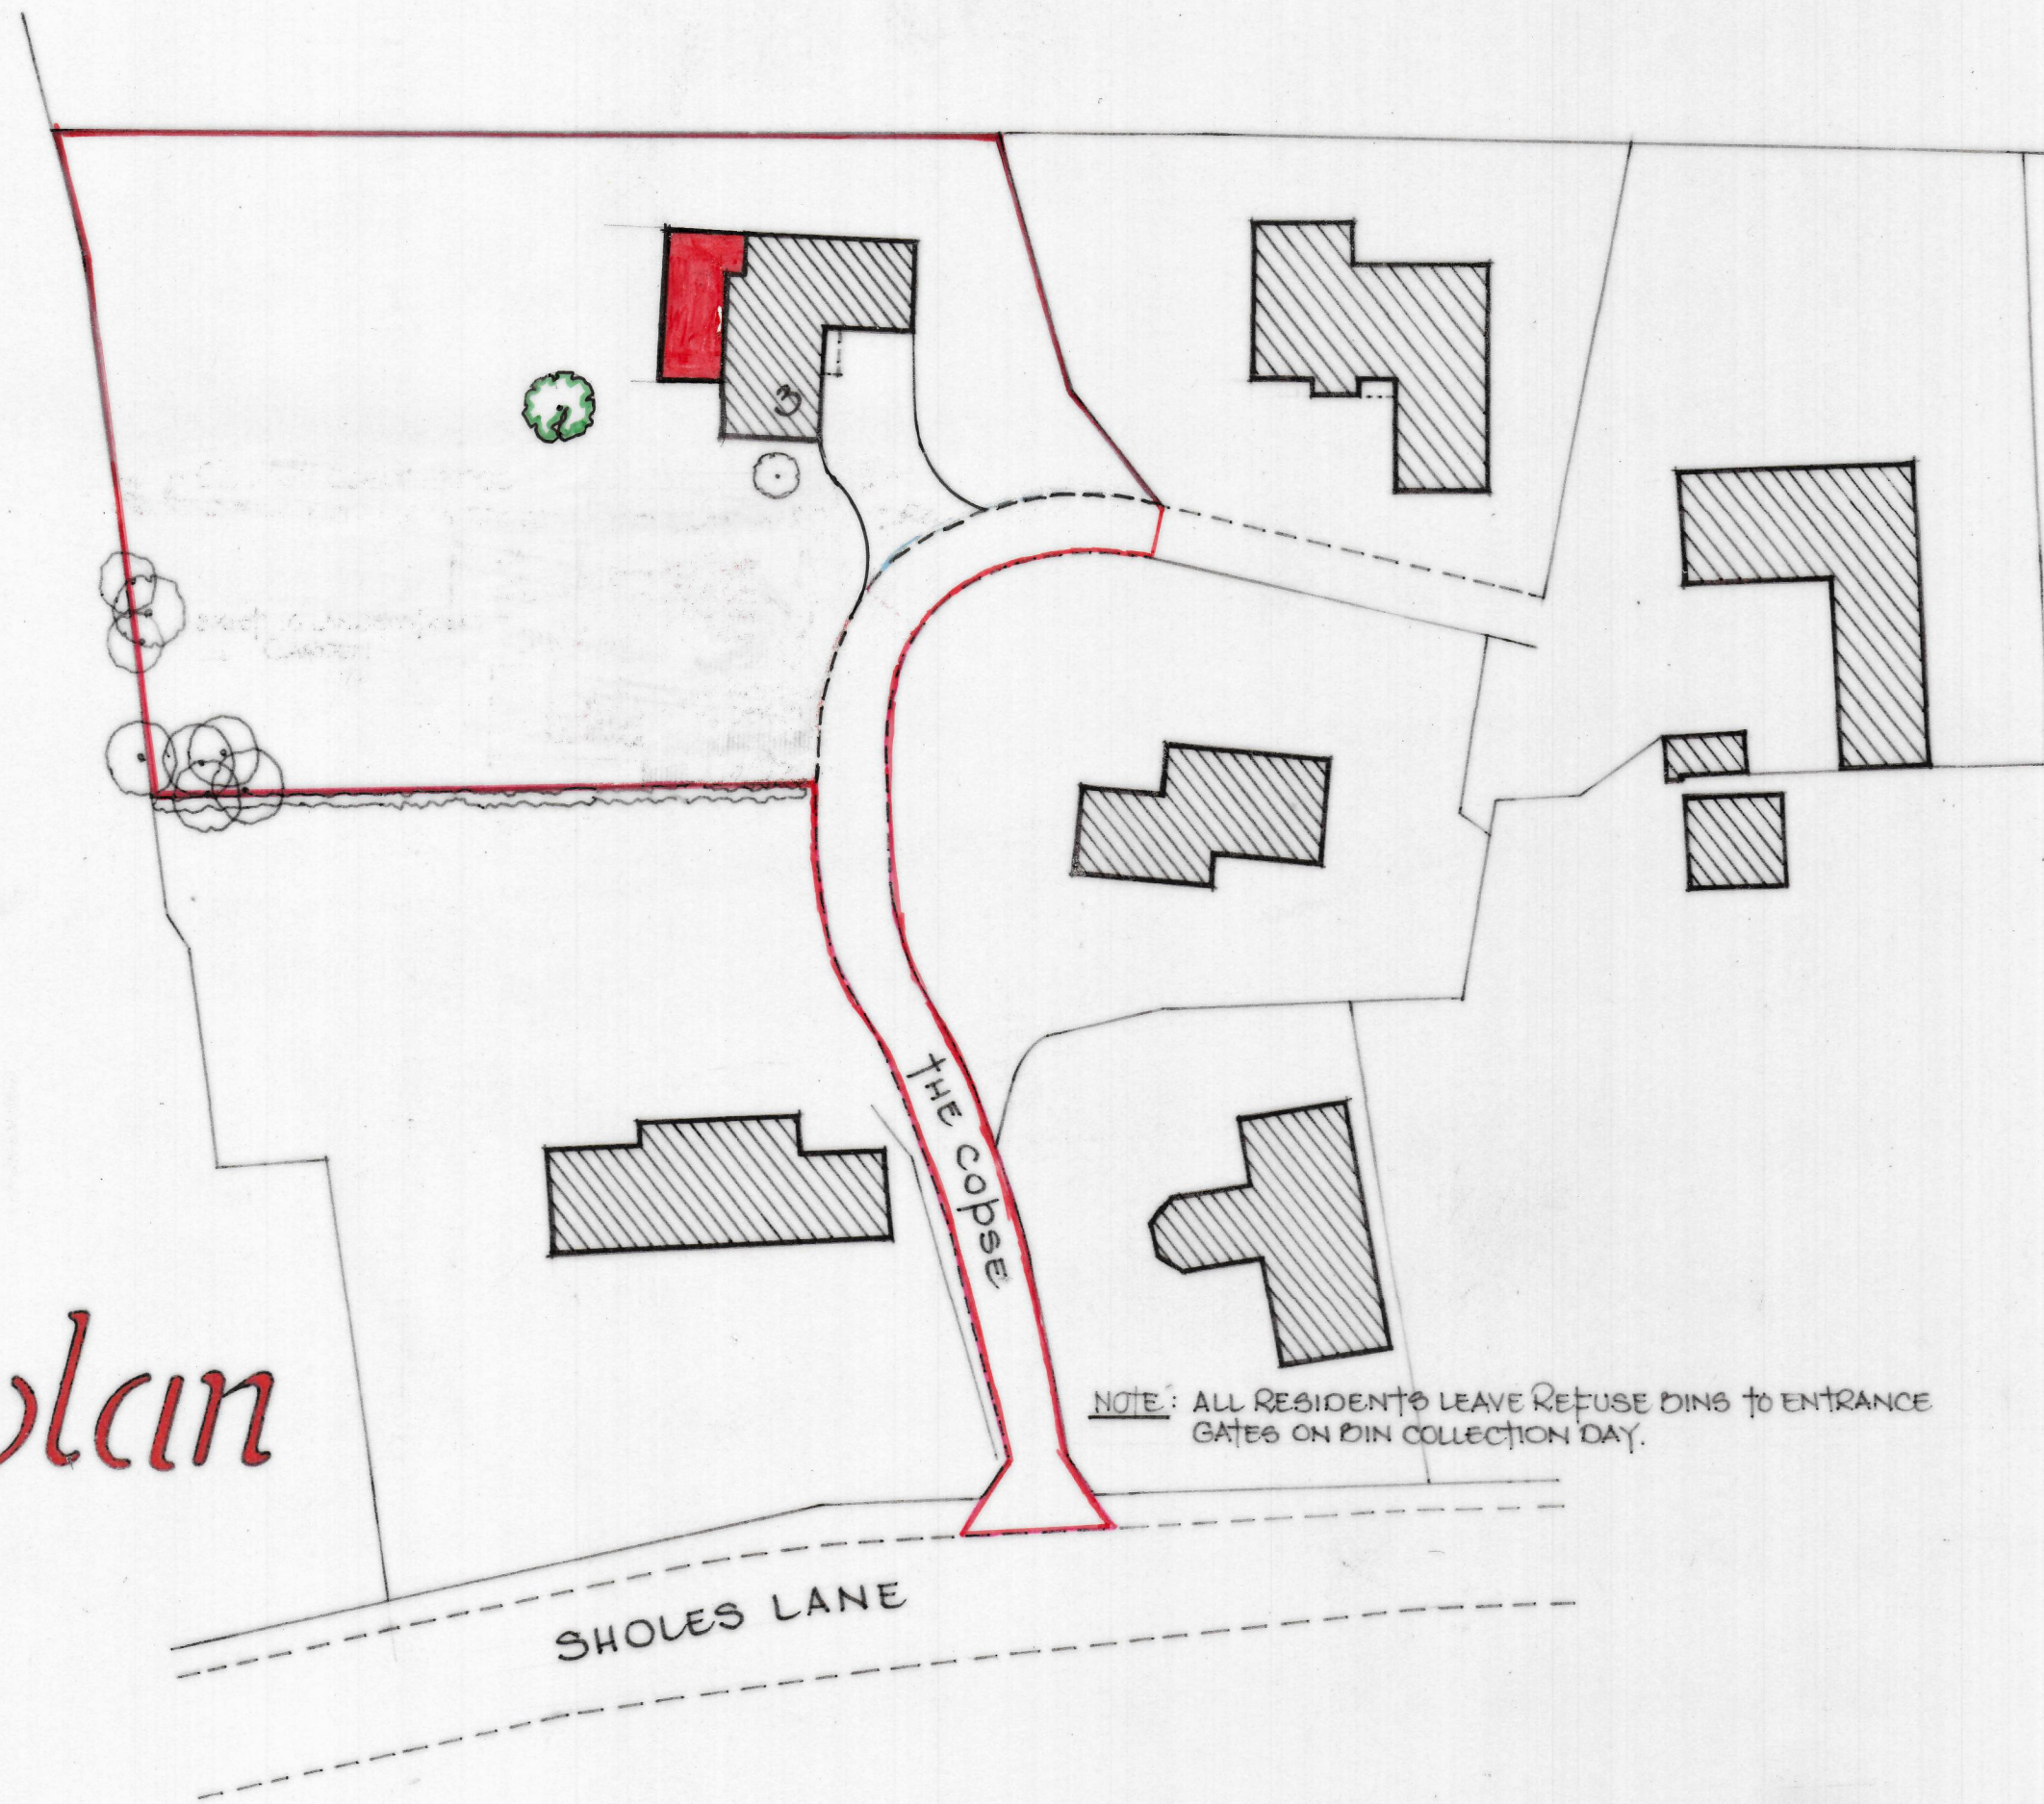 3
THE COPSE
plan
NOTE: ALL RESIDENTS LEAVE REFUSE BINS TO ENTRANCE
GATES ON BIN COLLECTION DAY.
SHOLES LANE